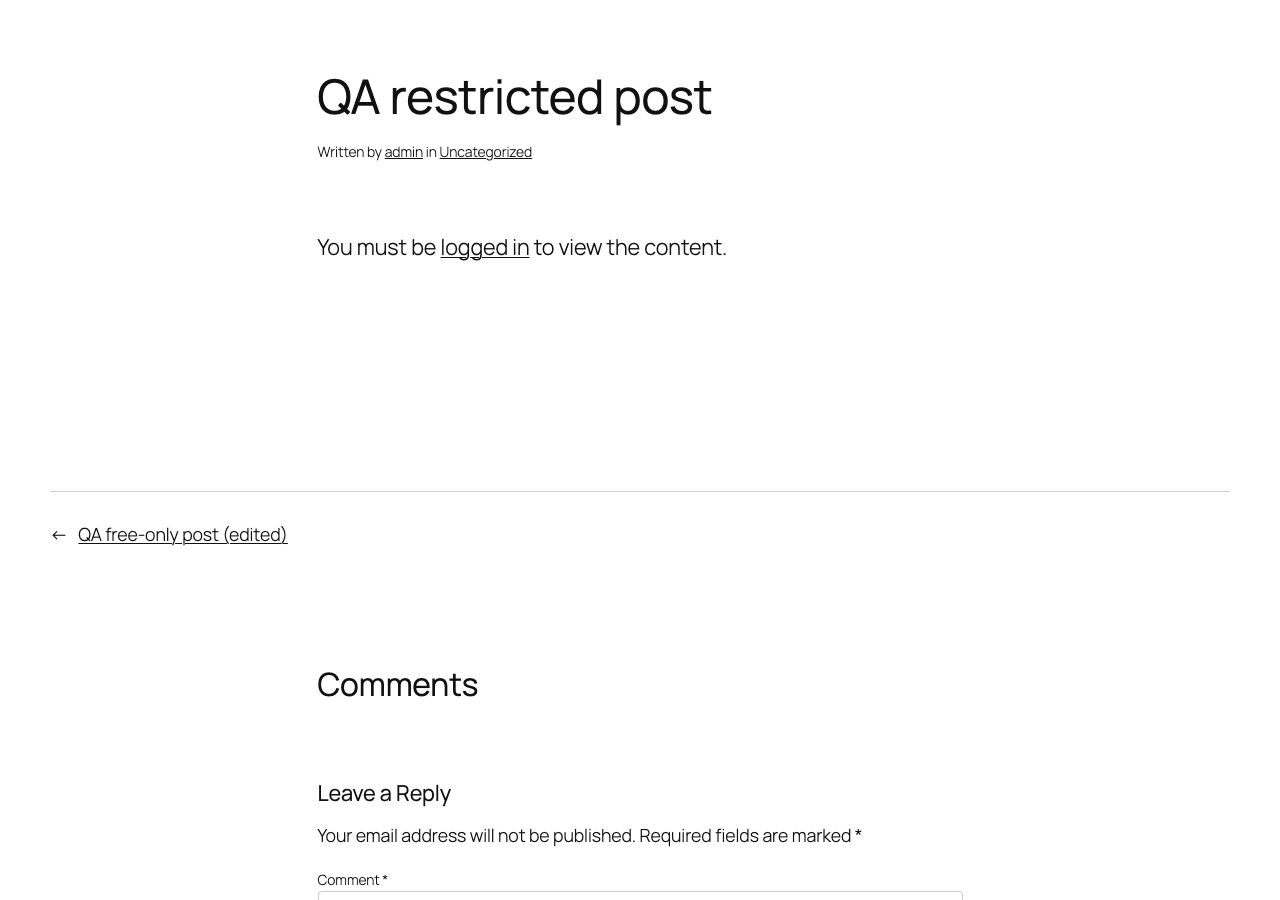 QA restricted post
Written by admin in Uncategorized
You must be logged in to view the content.
← QA free-only post (edited)
Comments
Leave a Reply
Your email address will not be published. Required fields are marked *
Comment *